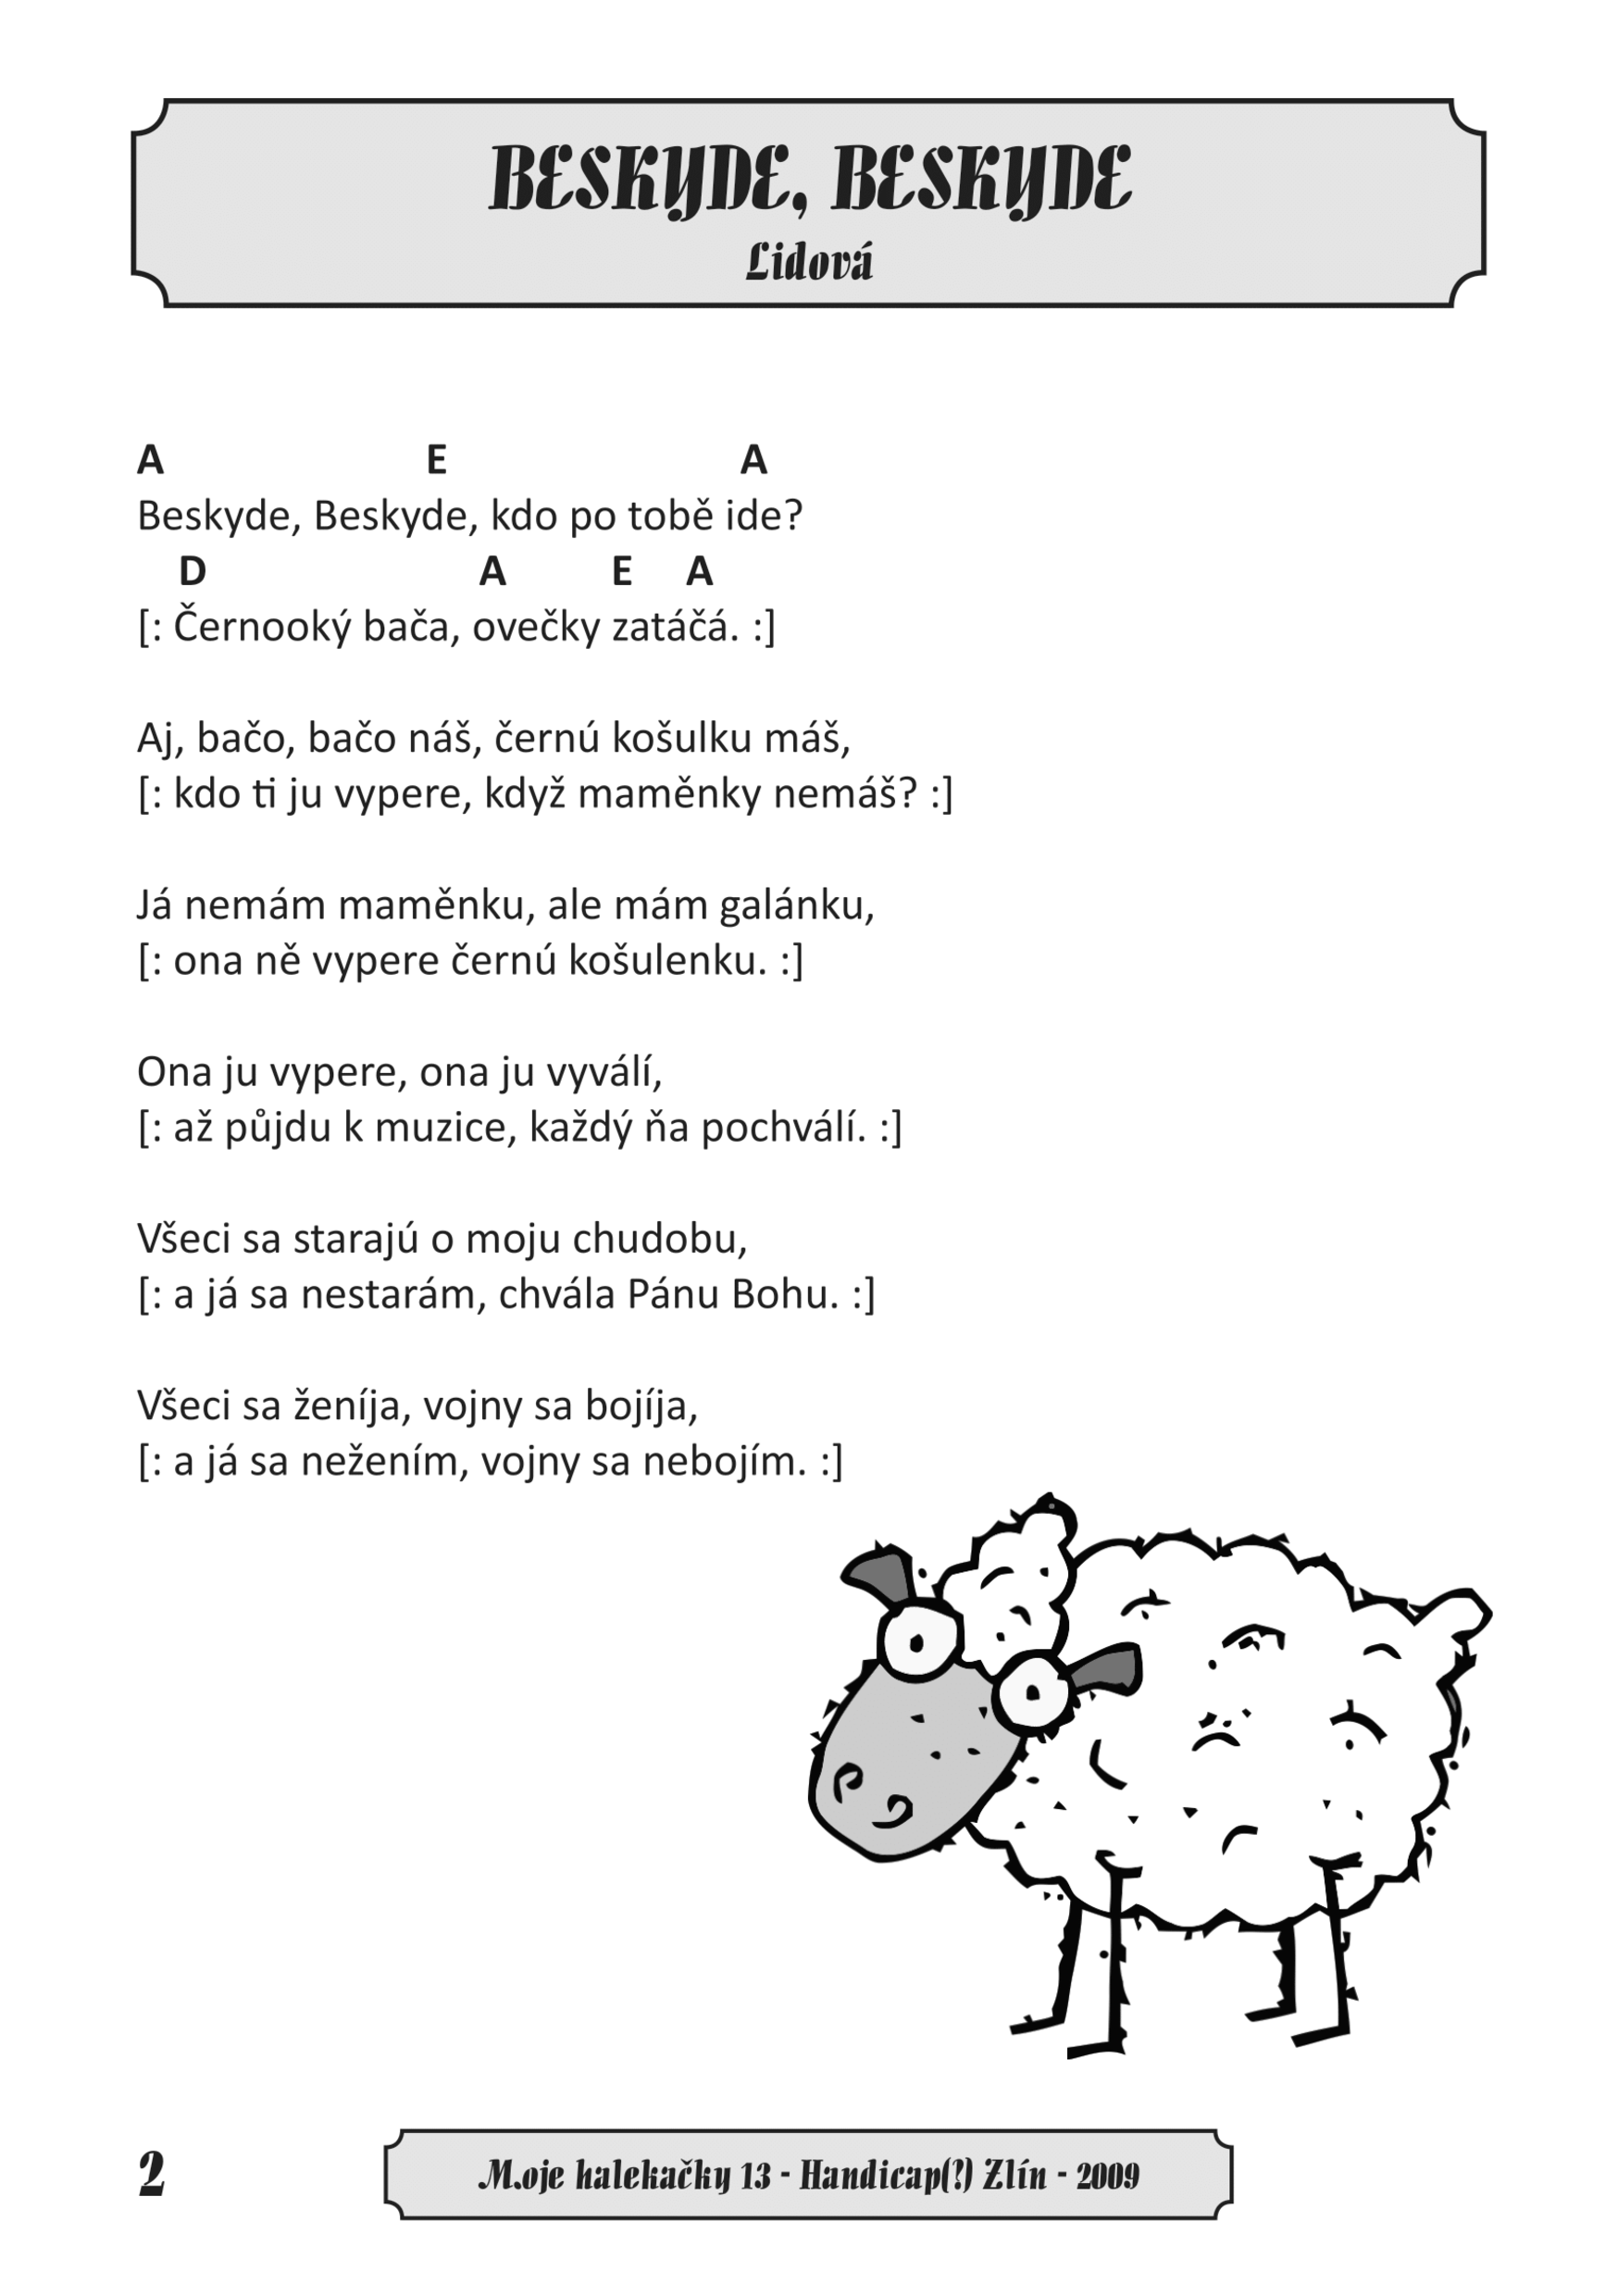 BESKYDE, BESKYDE
Lidová
A E A
Beskyde, Beskyde, kdo po tobě ide?
D A E A
[: Černooký bača, ovečky zatáčá. :]
Aj, bačo, bačo náš, černú košulku máš,
[: kdo ti ju vypere, když maměnky nemáš? :]
Já nemám maměnku, ale mám galánku,
[: ona ně vypere černú košulenku. :]
Ona ju vypere, ona ju vyválí,
[: až půjdu k muzice, každý ňa pochválí. :]
Všeci sa starajú o moju chudobu,
[: a já sa nestarám, chvála Pánu Bohu. :]
Všeci sa ženíja, vojny sa bojíja,
[: a já sa nežením, vojny sa nebojím. :]
2
Moje halekačky 13 - Handicap(?) Zlín - 2009